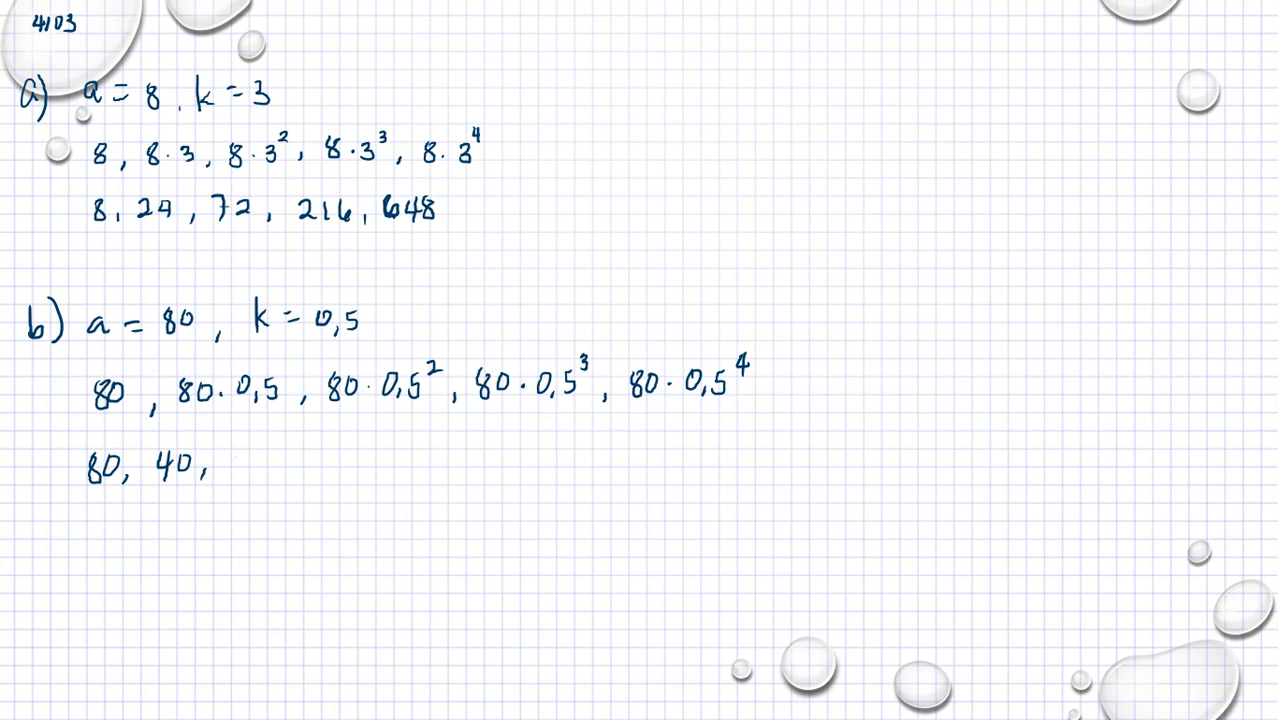 4103
a) a = 8, k = 3
8, 8·3, 8·3², 8·3³, 8·3⁴
8, 24, 72, 216, 648
b) a = 80, k = 0,5
80, 80·0,5, 80·0,5², 80·0,5³, 80·0,5⁴
80, 40,